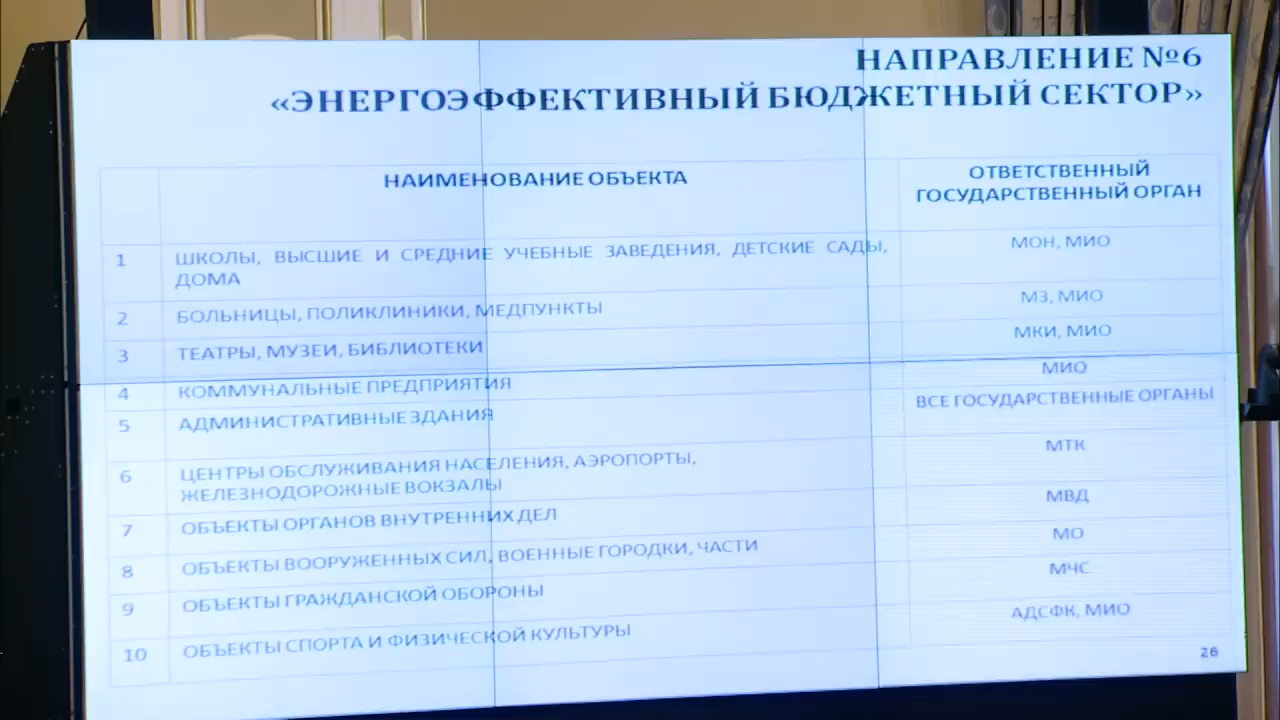 НАПРАВЛЕНИЕ №6
«ЭНЕРГОЭФФЕКТИВНЫЙ БЮДЖЕТНЫЙ СЕКТОР»
НАИМЕНОВАНИЕ ОБЪЕКТА
ОТВЕТСТВЕННЫЙ
ГОСУДАРСТВЕННЫЙ ОРГАН
1 ШКОЛЫ, ВЫСШИЕ И СРЕДНИЕ УЧЕБНЫЕ ЗАВЕДЕНИЯ, ДЕТСКИЕ САДЫ, МОН, МИО
ДОМА
2 БОЛЬНИЦЫ, ПОЛИКЛИНИКИ, МЕДПУНКТЫ МЗ, МИО
3 ТЕАТРЫ, МУЗЕИ, БИБЛИОТЕКИ МКИ, МИО
4 КОММУНАЛЬНЫЕ ПРЕДПРИЯТИЯ МИО
5 АДМИНИСТРАТИВНЫЕ ЗДАНИЯ ВСЕ ГОСУДАРСТВЕННЫЕ ОРГАНЫ
6 ЦЕНТРЫ ОБСЛУЖИВАНИЯ НАСЕЛЕНИЯ, АЭРОПОРТЫ, МТК
ЖЕЛЕЗНОДОРОЖНЫЕ ВОКЗАЛЫ
7 ОБЪЕКТЫ ОРГАНОВ ВНУТРЕННИХ ДЕЛ МВД
8 ОБЪЕКТЫ ВООРУЖЕННЫХ СИЛ, ВОЕННЫЕ ГОРОДКИ, ЧАСТИ МО
9 ОБЪЕКТЫ ГРАЖДАНСКОЙ ОБОРОНЫ МЧС
10 ОБЪЕКТЫ СПОРТА И ФИЗИЧЕСКОЙ КУЛЬТУРЫ АДСФК, МИО
26